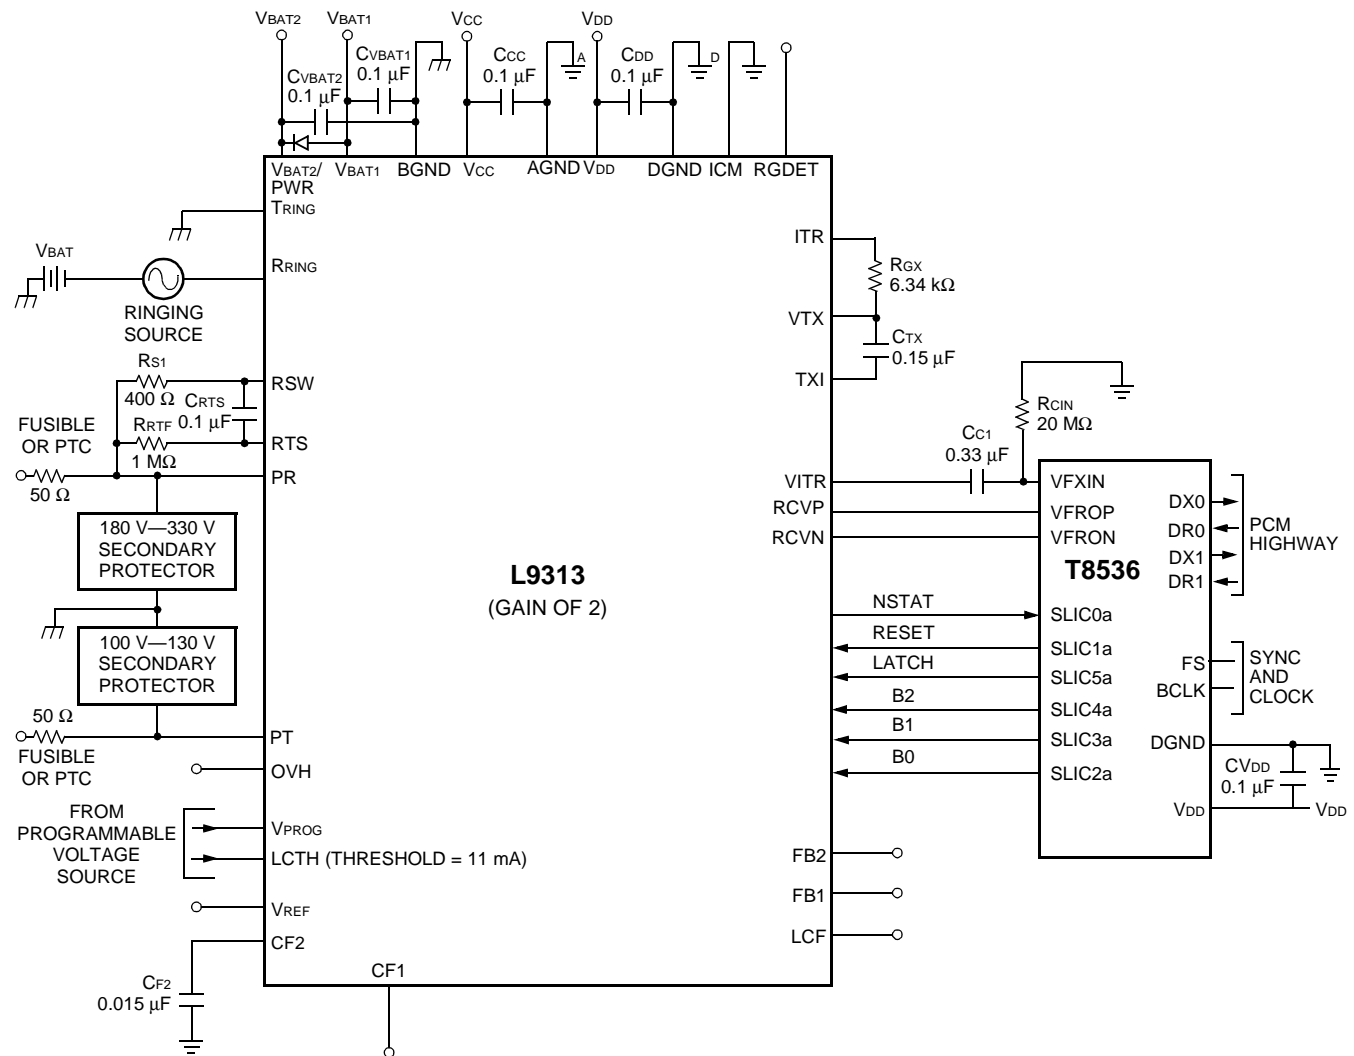 VBAT2
VBAT1
VCC
VDD
CVBAT2
0.1 µF
CVBAT1
0.1 µF
CCC
0.1 µF
A
CDD
0.1 µF
D
VBAT2/
PWR
VBAT1
BGND
VCC
AGND
VDD
DGND
ICM
RGDET
TRING
VBAT
RRING
RINGING
SOURCE
RS1
400 Ω
RSW
CRTS
0.1 µF
RRTF
1 MΩ
RTS
FUSIBLE
OR PTC
50 Ω
PR
180 V—330 V
SECONDARY
PROTECTOR
100 V—130 V
SECONDARY
PROTECTOR
50 Ω
FUSIBLE
OR PTC
PT
OVH
FROM
PROGRAMMABLE
VOLTAGE
SOURCE
VPROG
LCTH (THRESHOLD = 11 mA)
VREF
CF2
CF2
0.015 µF
CF1
L9313
(GAIN OF 2)
ITR
RGX
6.34 kΩ
VTX
CTX
0.15 µF
TXI
RCIN
20 MΩ
CC1
0.33 µF
VITR
RCVP
RCVN
NSTAT
RESET
LATCH
B2
B1
B0
FB2
FB1
LCF
VFXIN
VFROP
VFRON
T8536
SLIC0a
SLIC1a
SLIC5a
SLIC4a
SLIC3a
SLIC2a
DX0
DR0
DX1
DR1
PCM
HIGHWAY
FS
BCLK
SYNC
AND
CLOCK
DGND
CVDD
0.1 µF
VDD
VDD